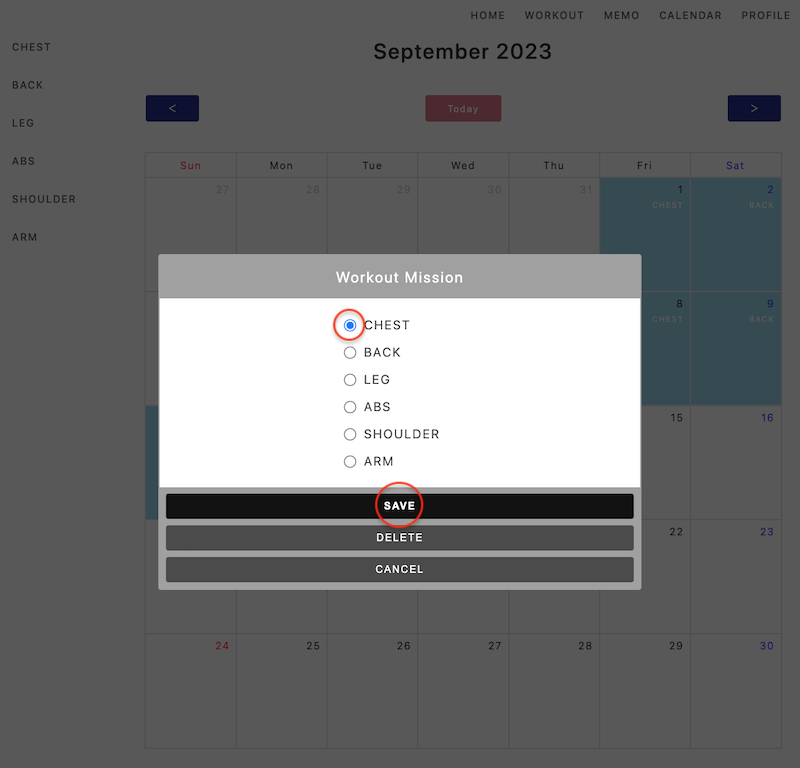 HOME WORKOUT MEMO CALENDAR PROFILE
CHEST
BACK
LEG
ABS
SHOULDER
ARM
September 2023
< Today >
Sun Mon Tue Wed Thu Fri Sat
27 28 29 30 31 1 2
CHEST BACK
8 9
CHEST BACK
15 16
22 23
24 25 26 27 28 29 30
Workout Mission
CHEST
BACK
LEG
ABS
SHOULDER
ARM
SAVE
DELETE
CANCEL